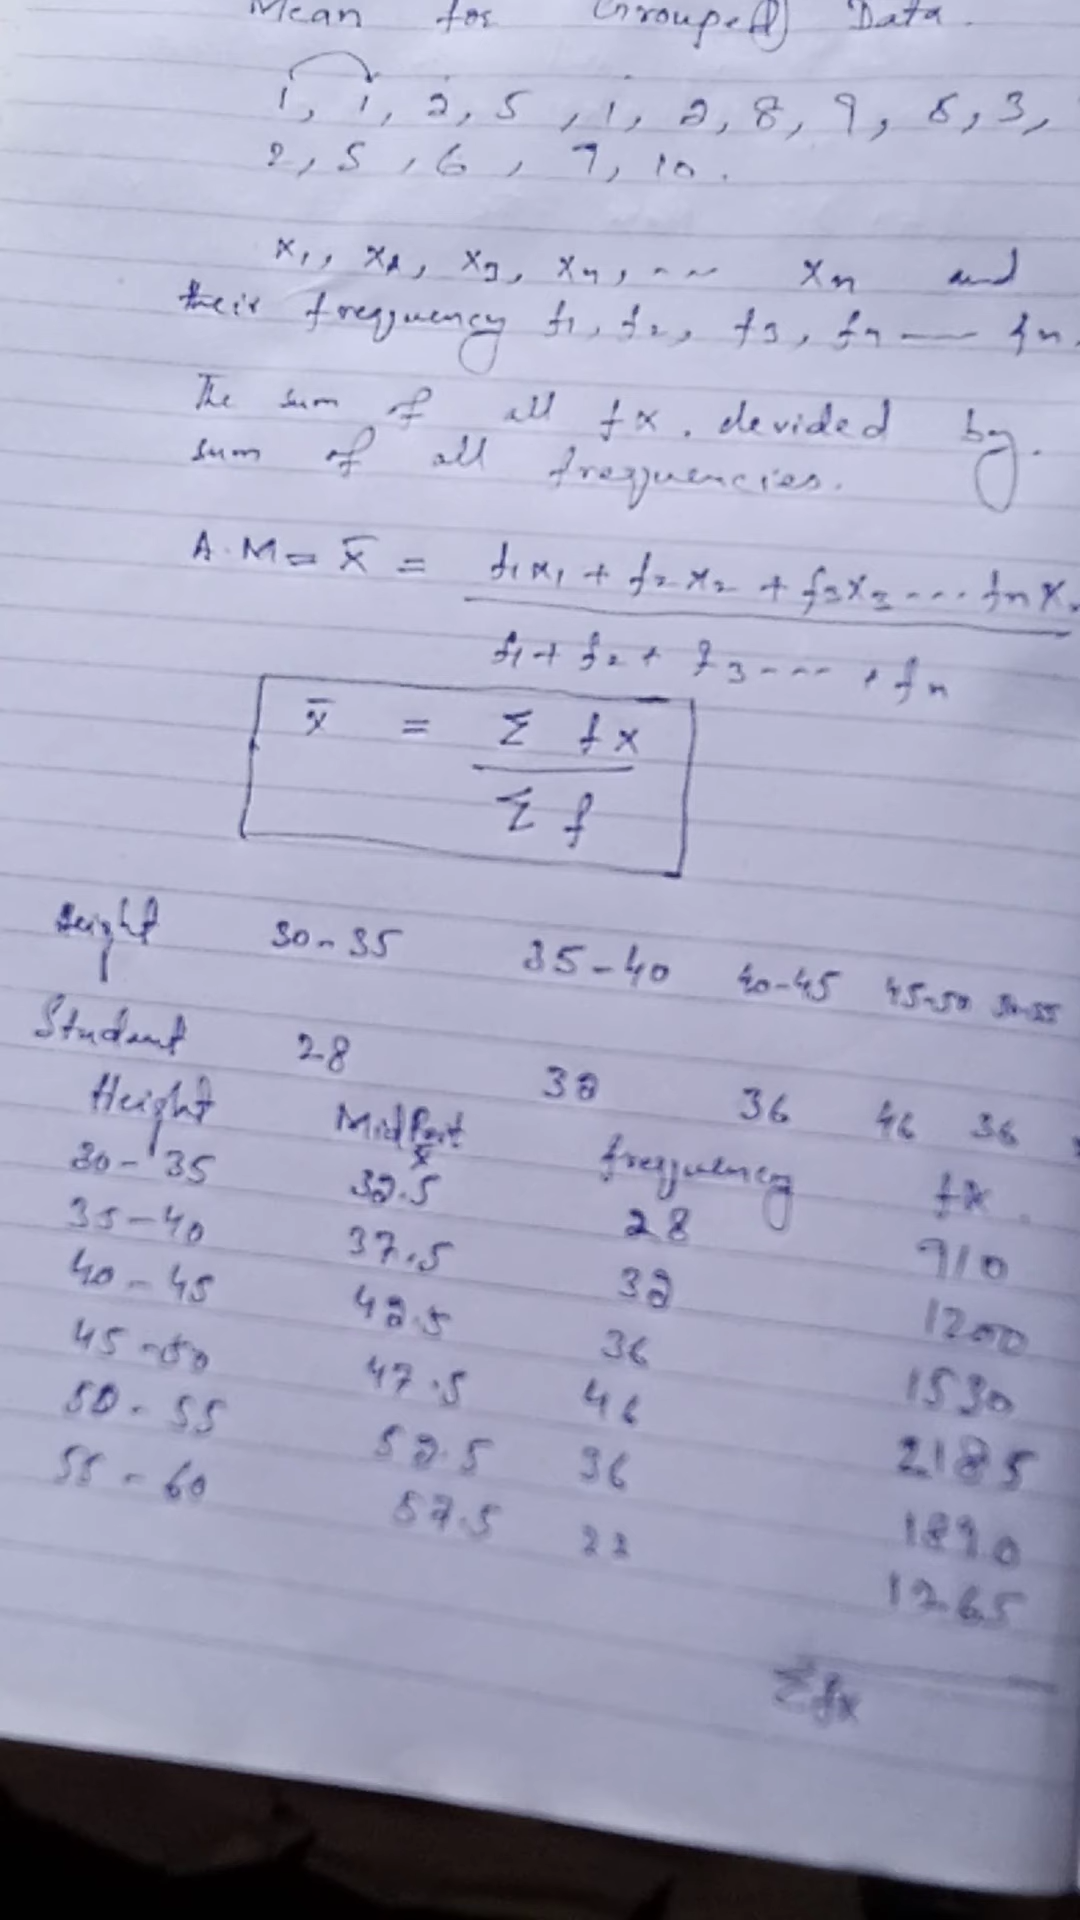 Mean for Grouped Data.
1, 1, 2, 5, 1, 2, 8, 9, 6, 3,
2, 5, 6, 7, 10.
x1, x2, x3, x4, --- xn and
their freqquency f1, f2, f3, f4 --- fn.
The sum of all fx. devided by.
sum of all freqquencies.
A.M = x̄ = f1x1 + f2x2 + f3x3 ... fnx
f1 + f2 + f3 --- + fn
x̄ = Σ fx
Σ f
Height 30-35 35-40 40-45 45-50 50-55
Student 28 32 36 46 36
Height Mid Poit x freqquency fx.
30-35 32.5 28 910
35-40 37.5 32 1200
40-45 42.5 36 1530
45-50 47.5 46 2185
50-55 52.5 36 1890
55-60 57.5 22 1265
Σfx